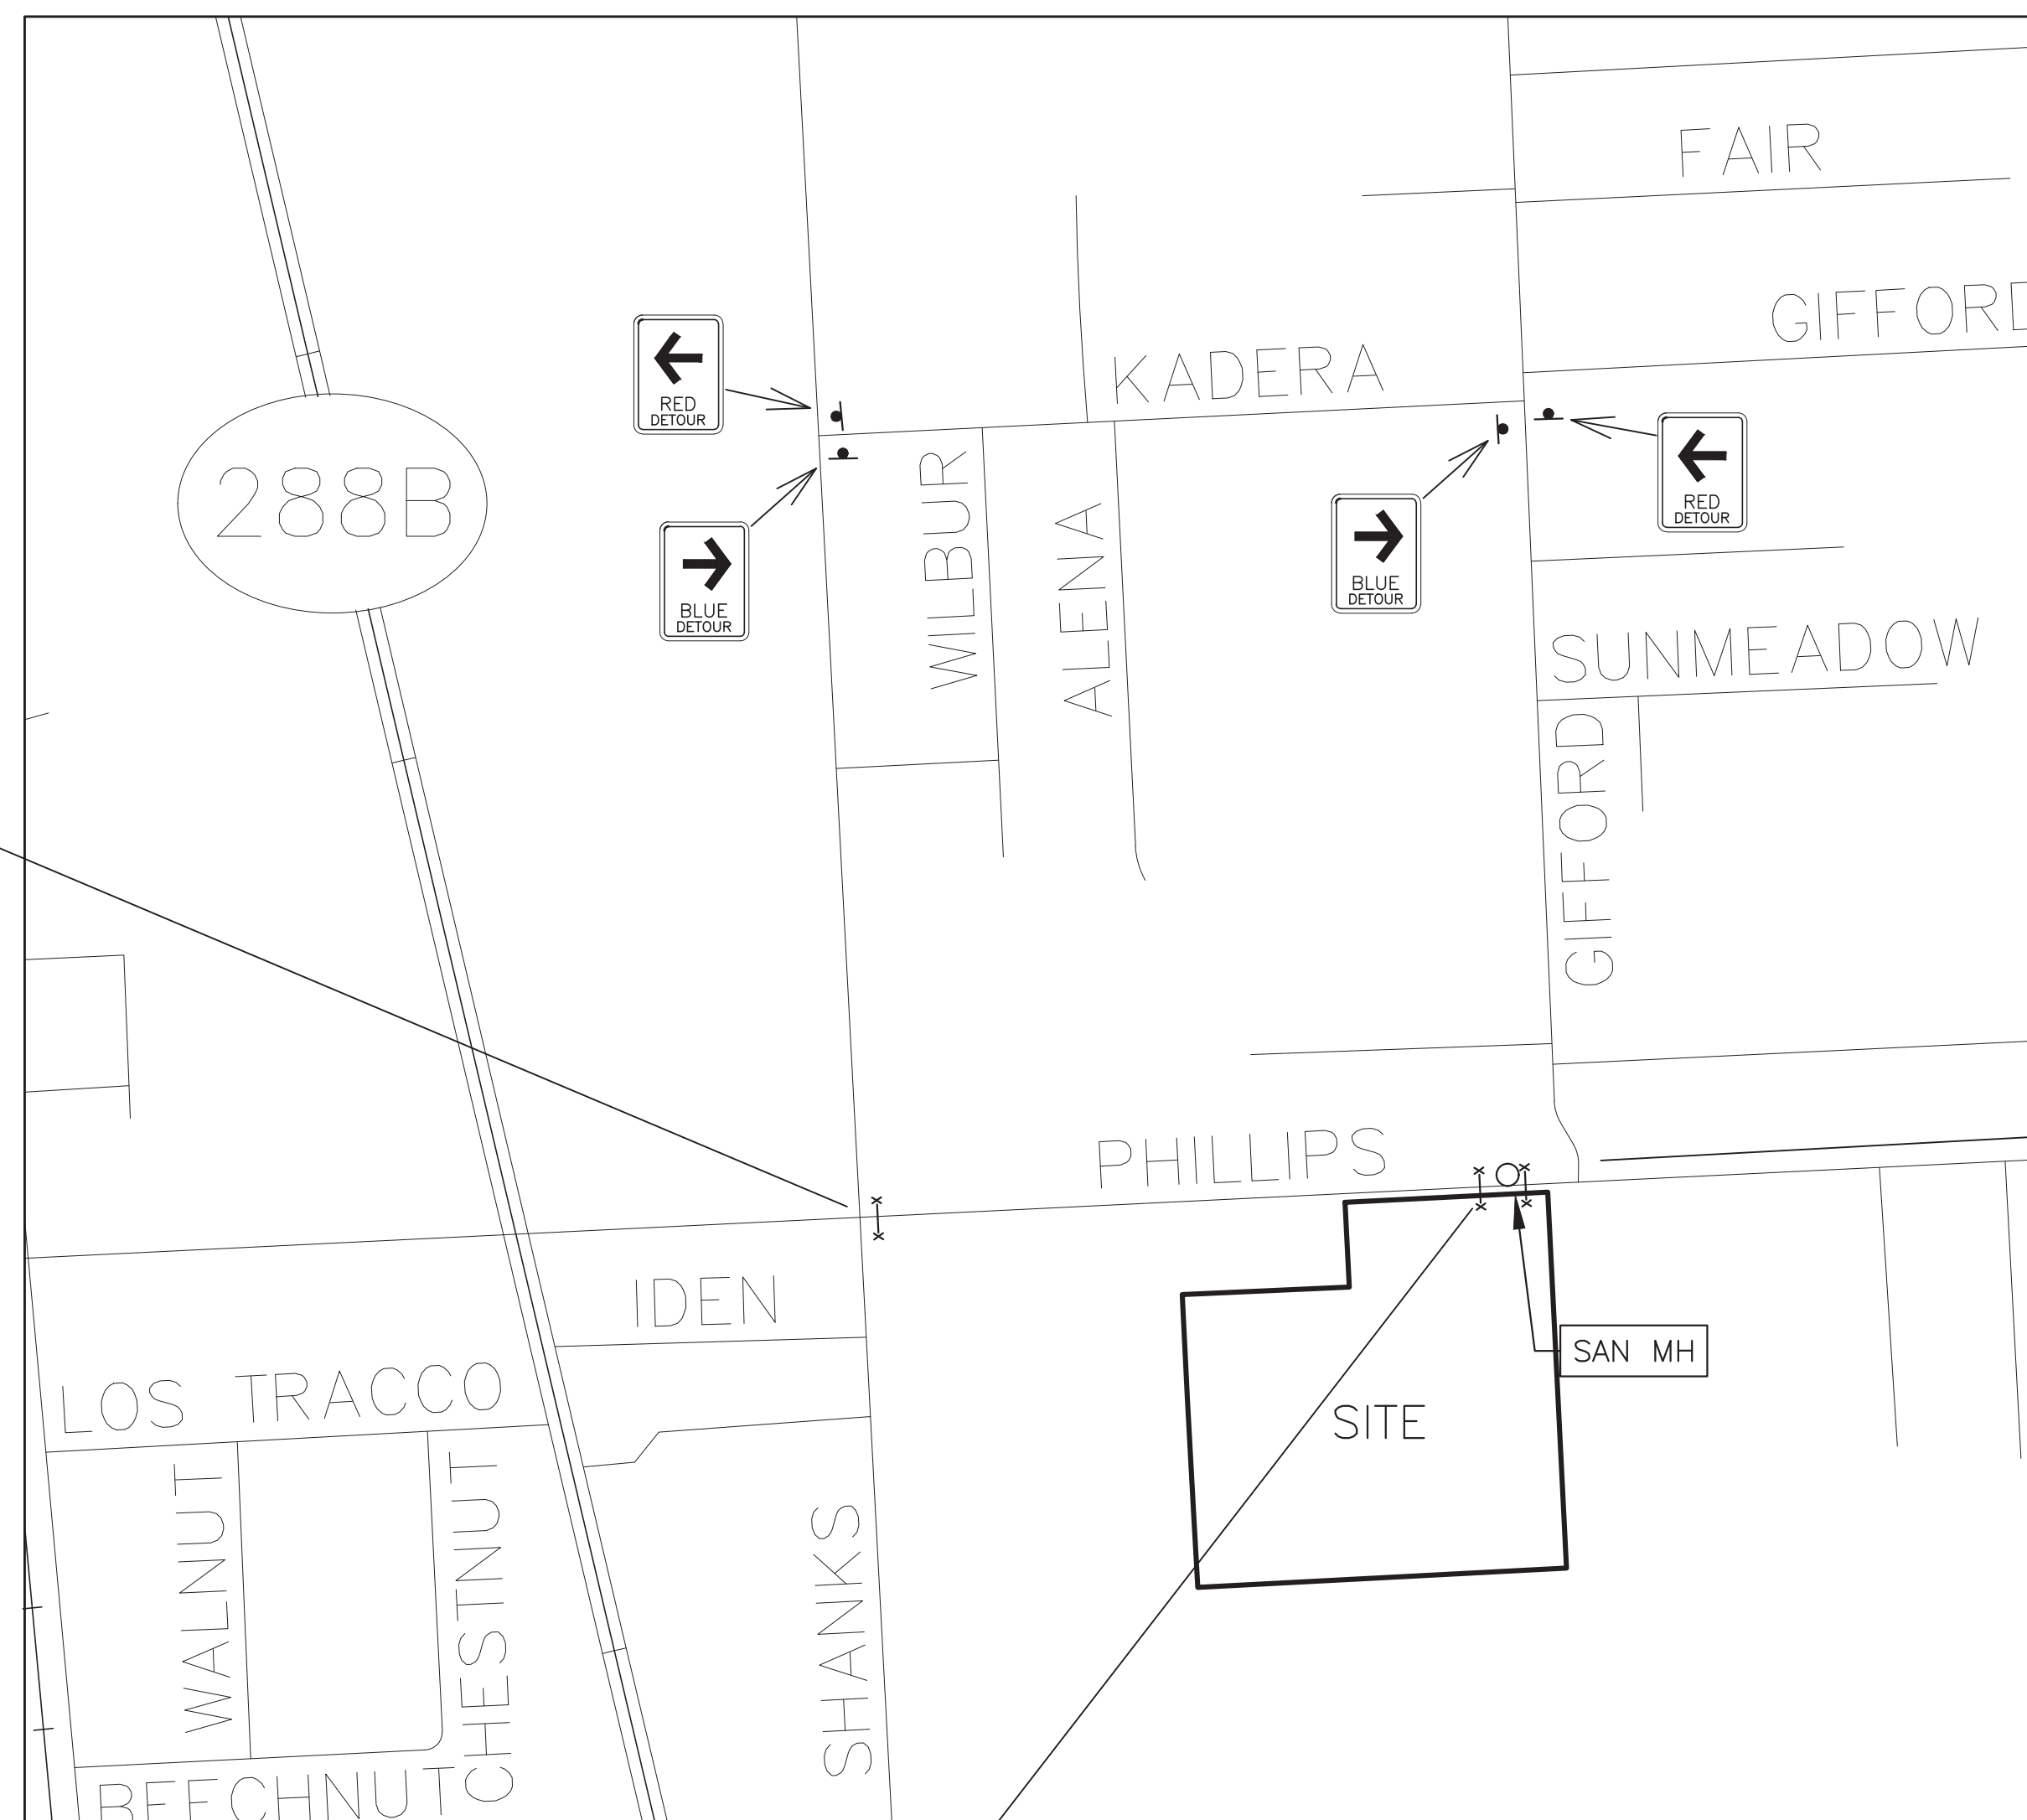 FAIR
GIFFORD
KADERA
RED
DETOUR
288B
WILBUR
ALENA
RED
DETOUR
BLUE
DETOUR
BLUE
DETOUR
SUNMEADOW
GIFFORD
PHILLIPS
IDEN
SAN MH
LOS TRACCO
SITE
WALNUT
CHESTNUT
SHANKS
BEECHNUT